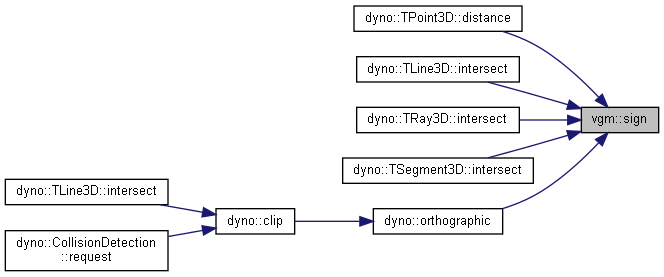 dyno::TPoint3D::distance
dyno::TLine3D::intersect
vgm::sign
dyno::TRay3D::intersect
dyno::TSegment3D::intersect
dyno::TLine3D::intersect
dyno::clip
dyno::orthographic
dyno::CollisionDetection
::request